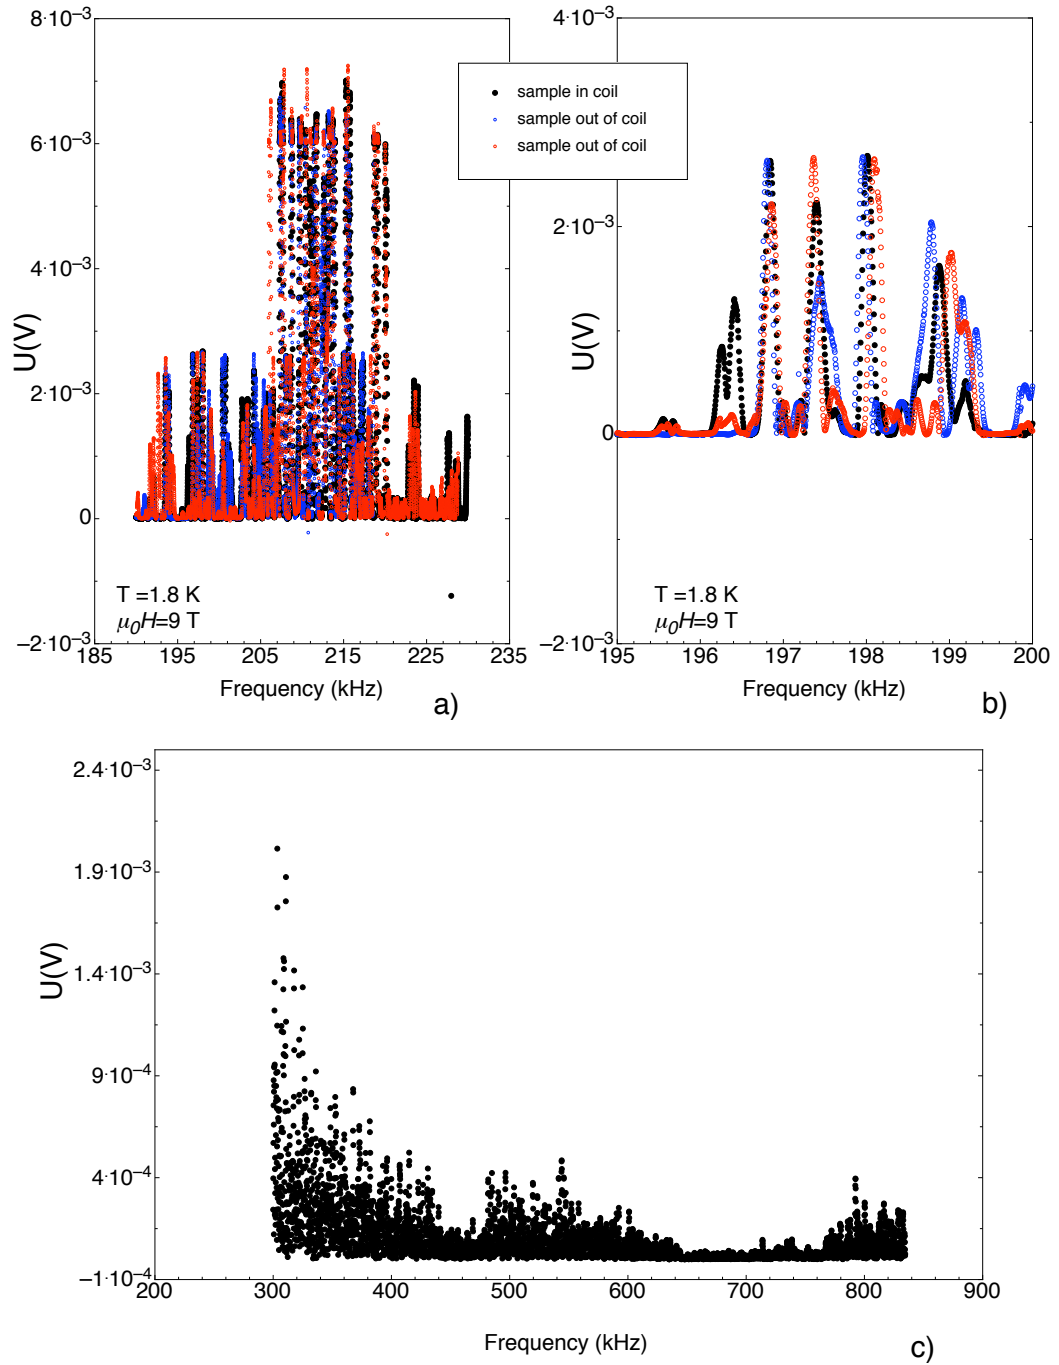 8·10⁻³
6·10⁻³
4·10⁻³
2·10⁻³
0
−2·10⁻³
U(V)
185
195
205
215
225
235
Frequency (kHz)
T =1.8 K
μ₀H=9 T
a)
sample in coil
sample out of coil
sample out of coil
4·10⁻³
2·10⁻³
0
−2·10⁻³
U(V)
195
196
197
198
199
200
Frequency (kHz)
T =1.8 K
μ₀H=9 T
b)
2.4·10⁻³
1.9·10⁻³
1.4·10⁻³
9·10⁻⁴
4·10⁻⁴
−1·10⁻⁴
U(V)
200
300
400
500
600
700
800
900
Frequency (kHz)
c)